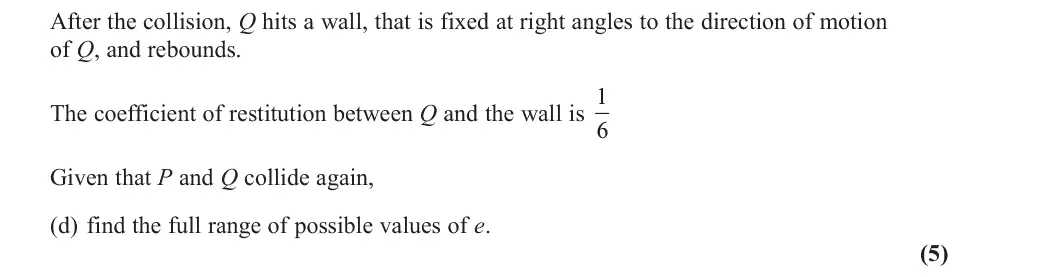 After the collision, Q hits a wall, that is fixed at right angles to the direction of motion
of Q, and rebounds.
The coefficient of restitution between Q and the wall is 1/6
Given that P and Q collide again,
(d) find the full range of possible values of e.
(5)